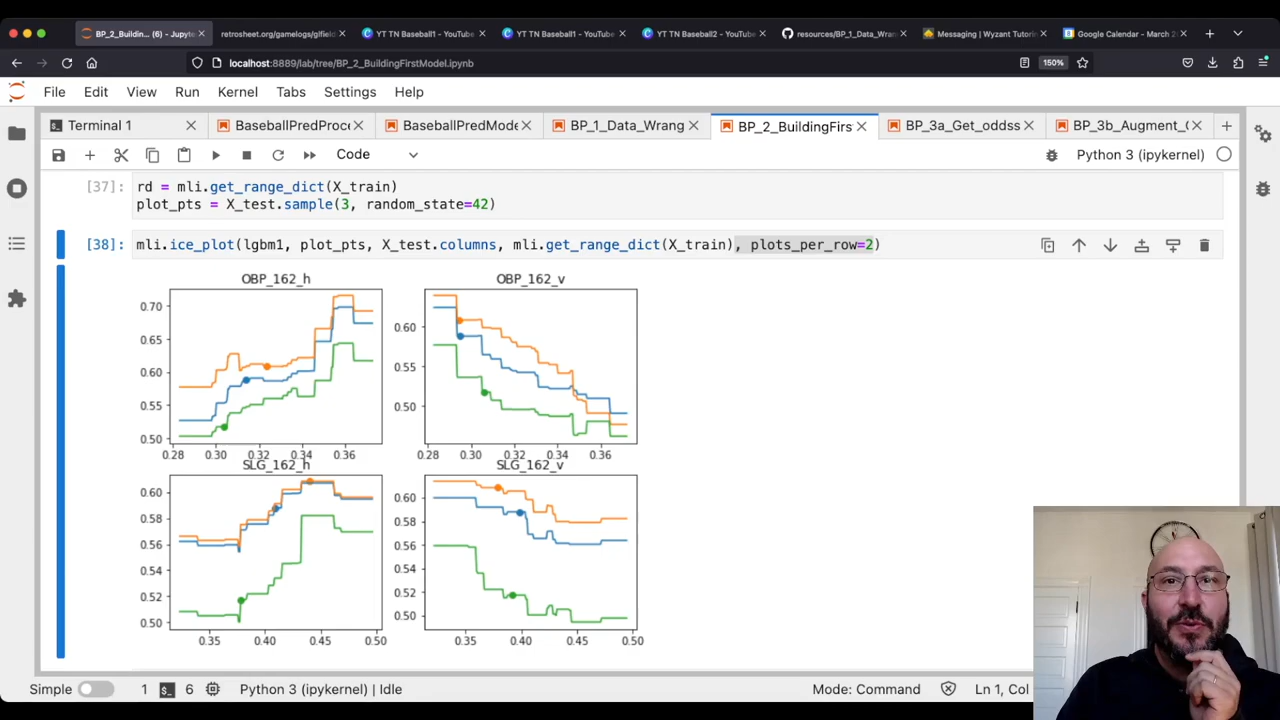 BP_2_Buildin… (6) - Jupyte
retrosheet.org/gamelogs/glfield
YT TN Baseball1 - YouTube
YT TN Baseball1 - YouTube
YT TN Baseball2 - YouTube
resources/BP_1_Data_Wran
Messaging | Wyzant Tutorin
Google Calendar - March 2
localhost:8889/lab/tree/BP_2_BuildingFirstModel.ipynb
150%
File Edit View Run Kernel Tabs Settings Help
Terminal 1
BaseballPredProc
BaseballPredMode
BP_1_Data_Wrang
BP_2_BuildingFirs
BP_3a_Get_oddss
BP_3b_Augment_
Code
Python 3 (ipykernel)
[37]: rd = mli.get_range_dict(X_train)
plot_pts = X_test.sample(3, random_state=42)
[38]: mli.ice_plot(lgbm1, plot_pts, X_test.columns, mli.get_range_dict(X_train), plots_per_row=2)
OBP_162_h OBP_162_v
0.70
0.65
0.60
0.55
0.50
0.60
0.55
0.50
0.28 0.30 0.32 0.34 0.36
0.28 0.30 0.32 0.34 0.36
SLG_162_h SLG_162_v
0.60
0.58
0.56
0.54
0.52
0.50
0.60
0.58
0.56
0.54
0.52
0.50
0.35 0.40 0.45 0.50
0.35 0.40 0.45 0.50
Simple 1 6 Python 3 (ipykernel) | Idle
Mode: Command Ln 1, Col